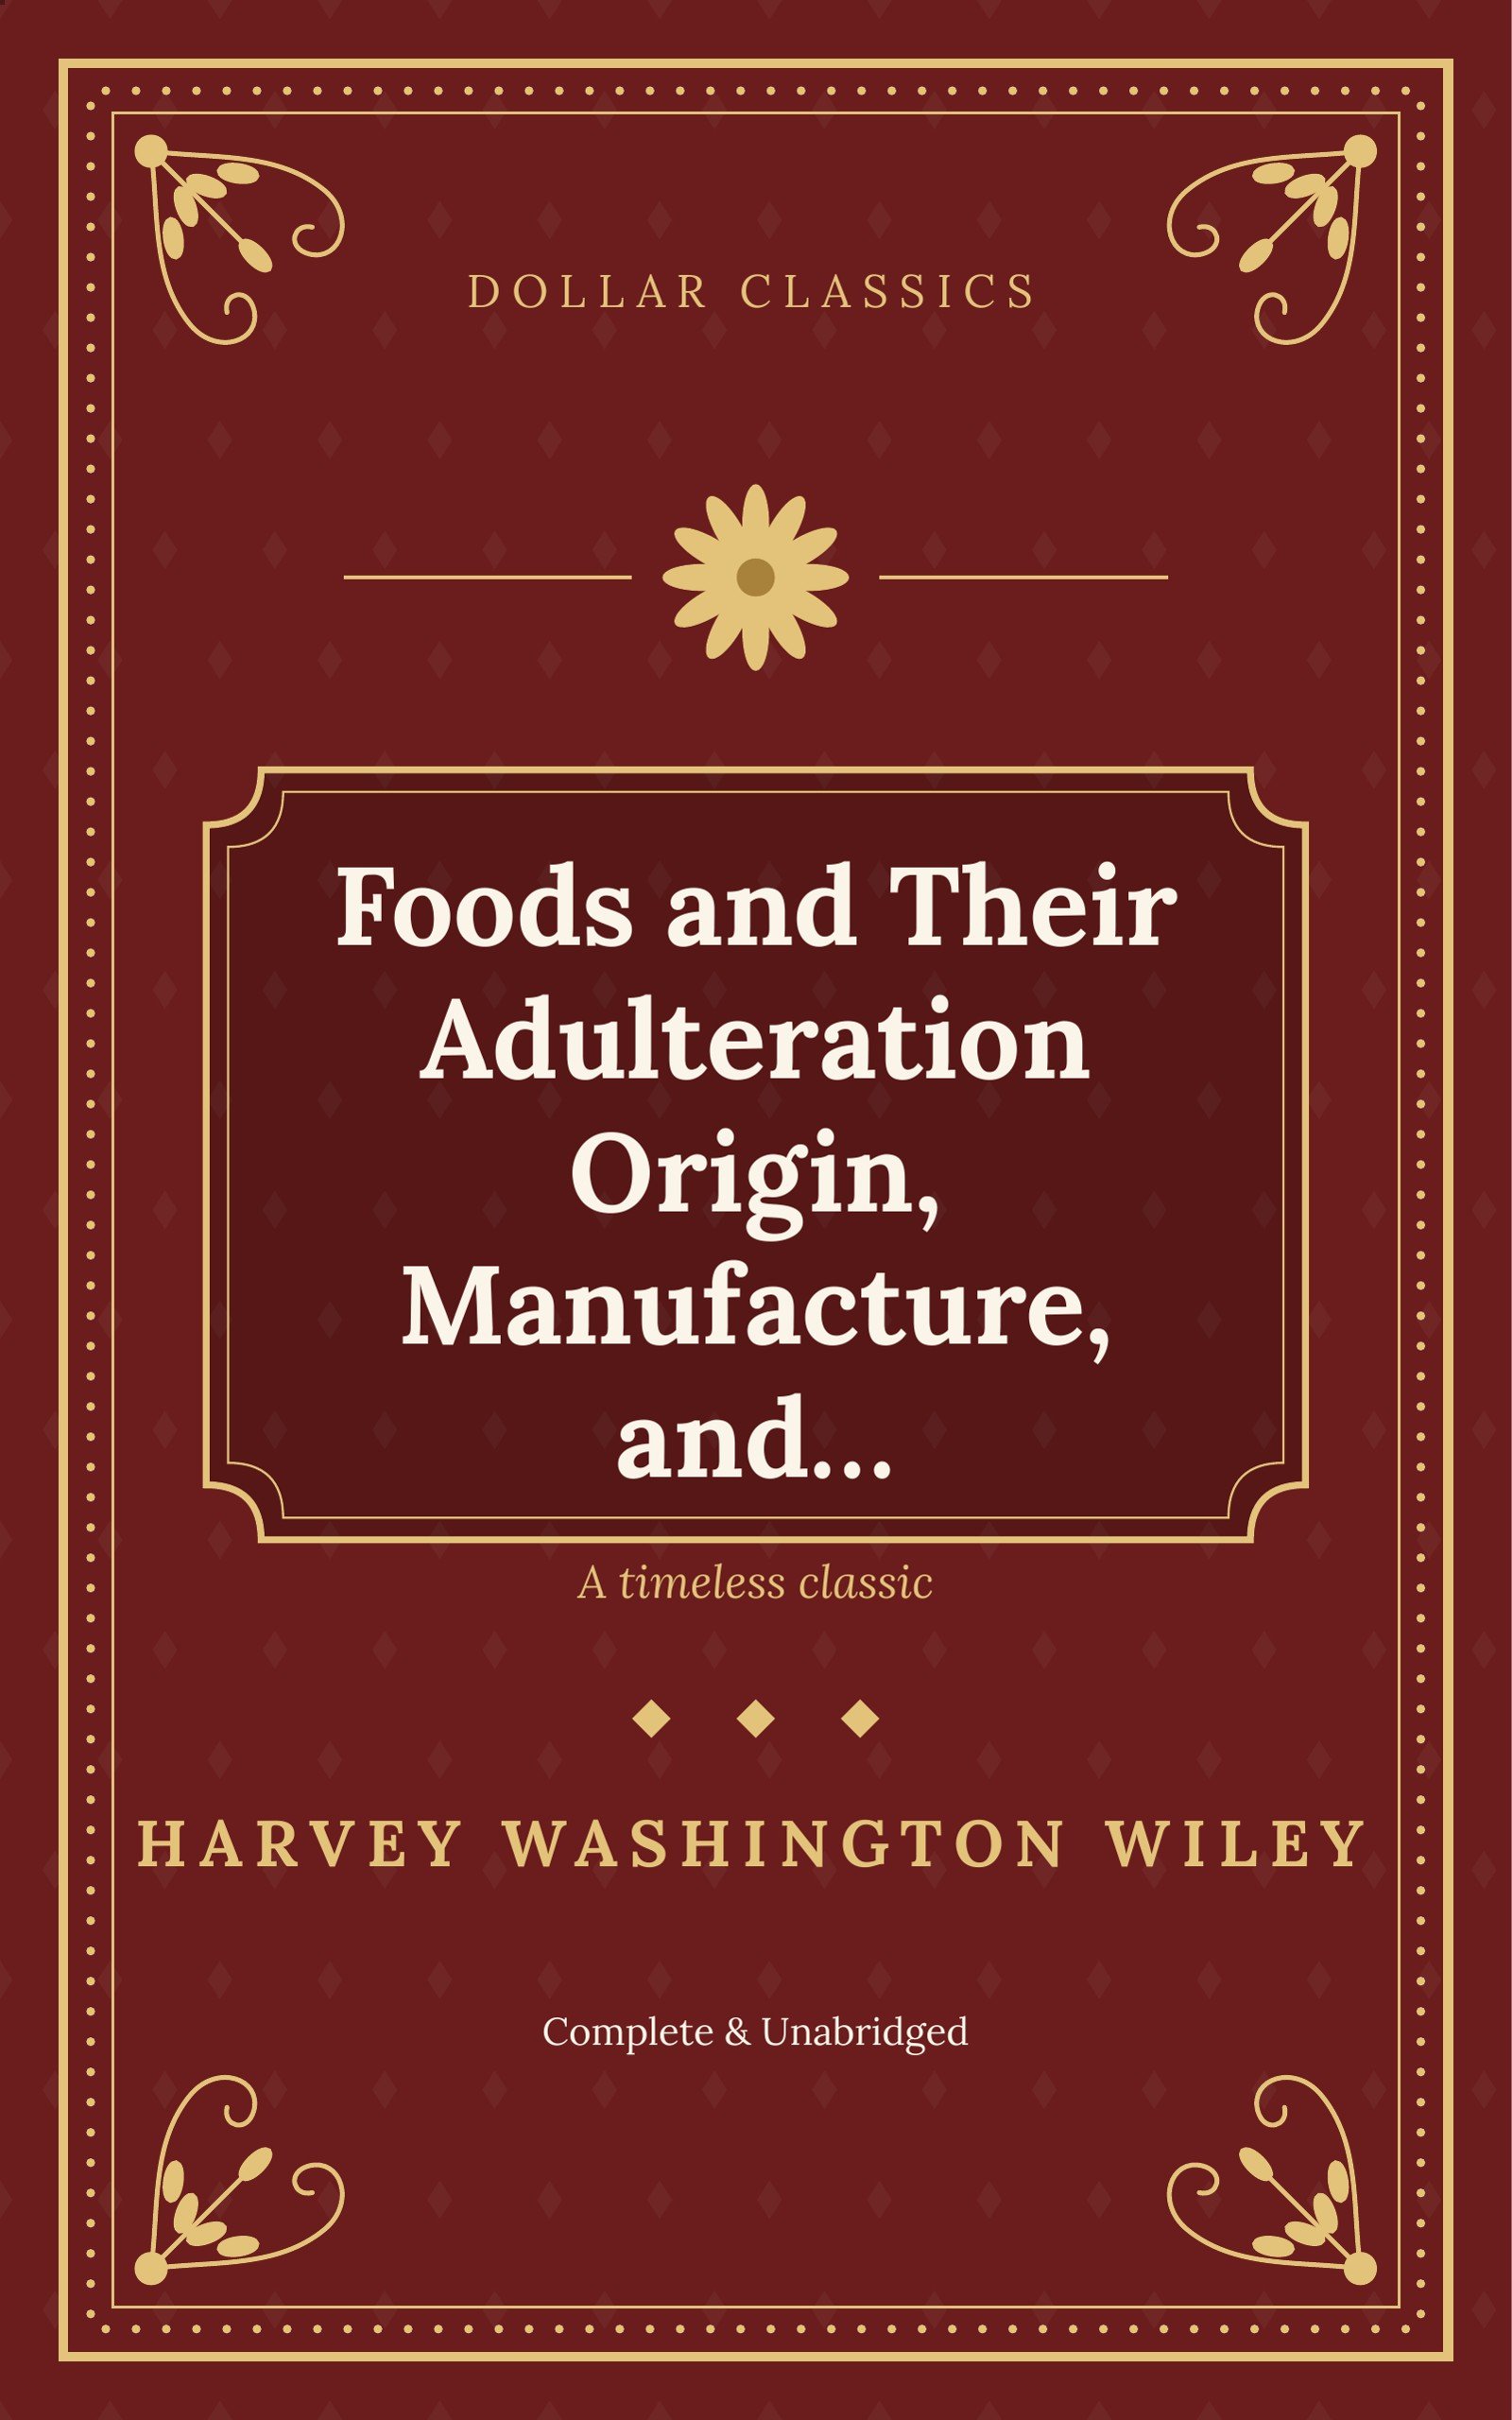 DOLLAR CLASSICS
Foods and Their
Adulteration
Origin,
Manufacture,
and...
A timeless classic
HARVEY WASHINGTON WILEY
Complete & Unabridged